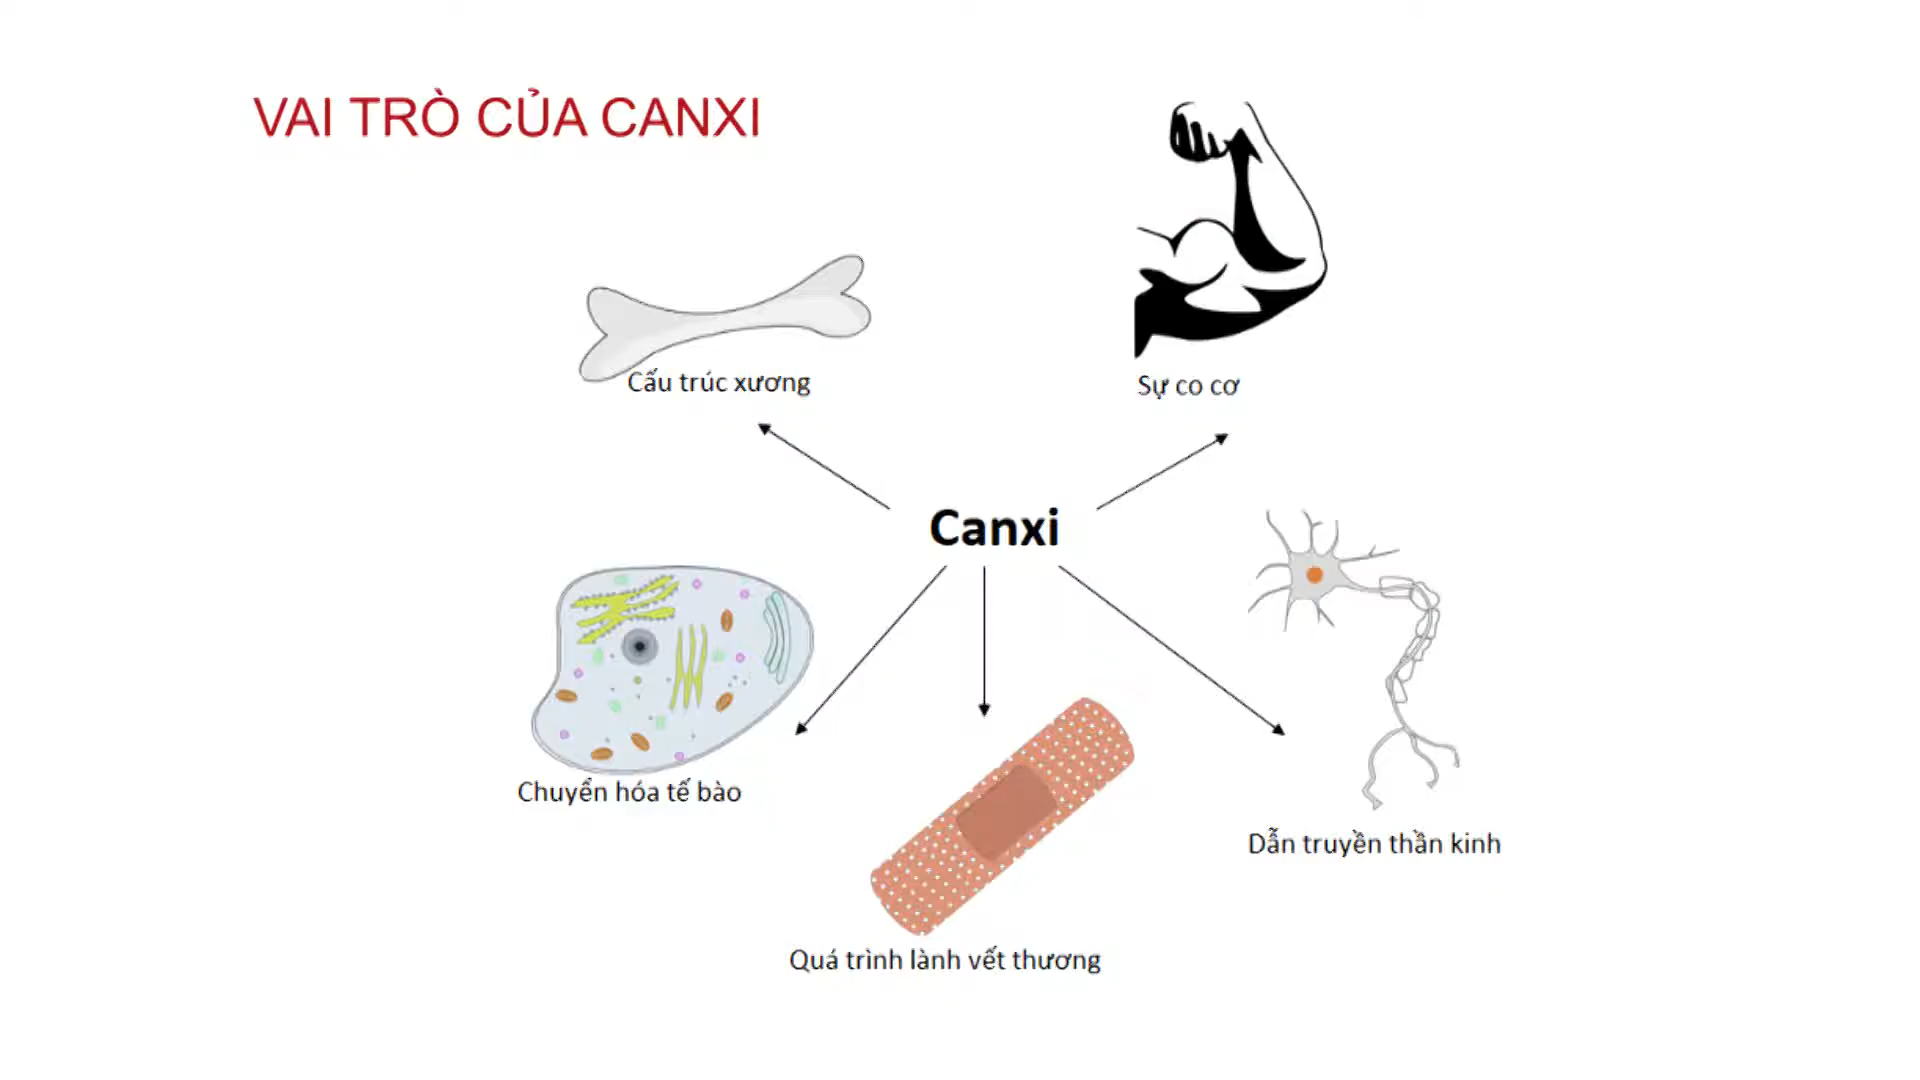 VAI TRÒ CỦA CANXI
Cấu trúc xương
Sự co cơ
Canxi
Chuyển hóa tế bào
Dẫn truyền thần kinh
Quá trình lành vết thương